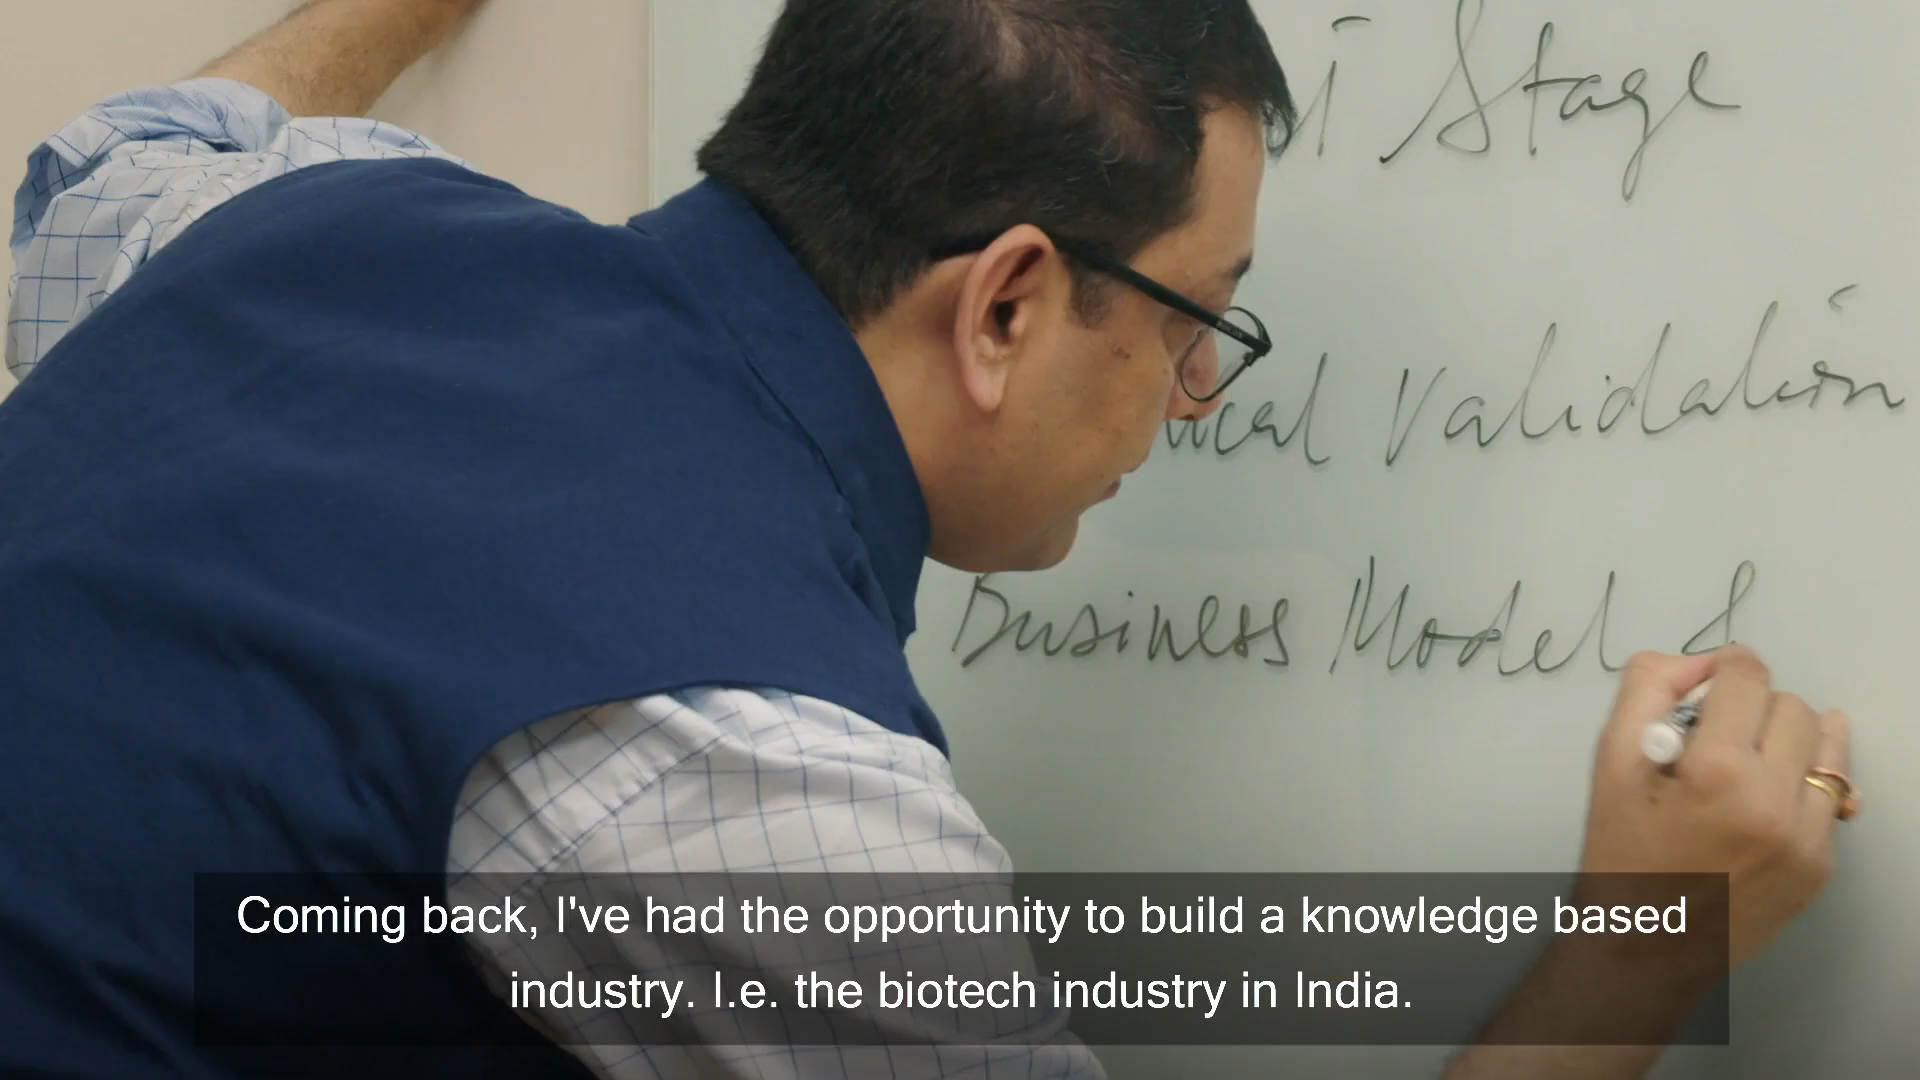 Stage
Validation
Business Model &
Coming back, I've had the opportunity to build a knowledge based
industry. I.e. the biotech industry in India.